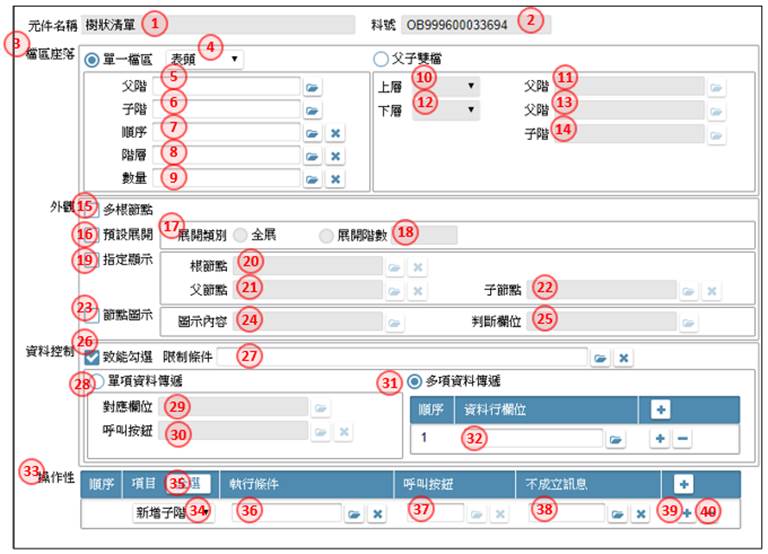 元件名稱 樹狀清單 1 料號 OB999600033694 2
3 檔區座落 單一檔區 表頭 4 父子雙檔
父階 5 上層 10 父階 11
子階 6 下層 12 父階 13
順序 7 子階 14
階層 8
數量 9
外觀 15 多根節點
16 預設展開 17 展開類別 全展 展開階數 18
19 指定顯示 根節點 20
父節點 21 子節點 22
23 節點圖示 圖示內容 24 判斷欄位 25
資料控制 26 致能勾選 限制條件 27
28 單項資料傳遞 31 多項資料傳遞
對應欄位 29 順序 資料行欄位
呼叫按鈕 30 1 32
33 操作性 順序 項目 35 選 執行條件 呼叫按鈕 不成立訊息
新增子階 34 36 37 38 39 40